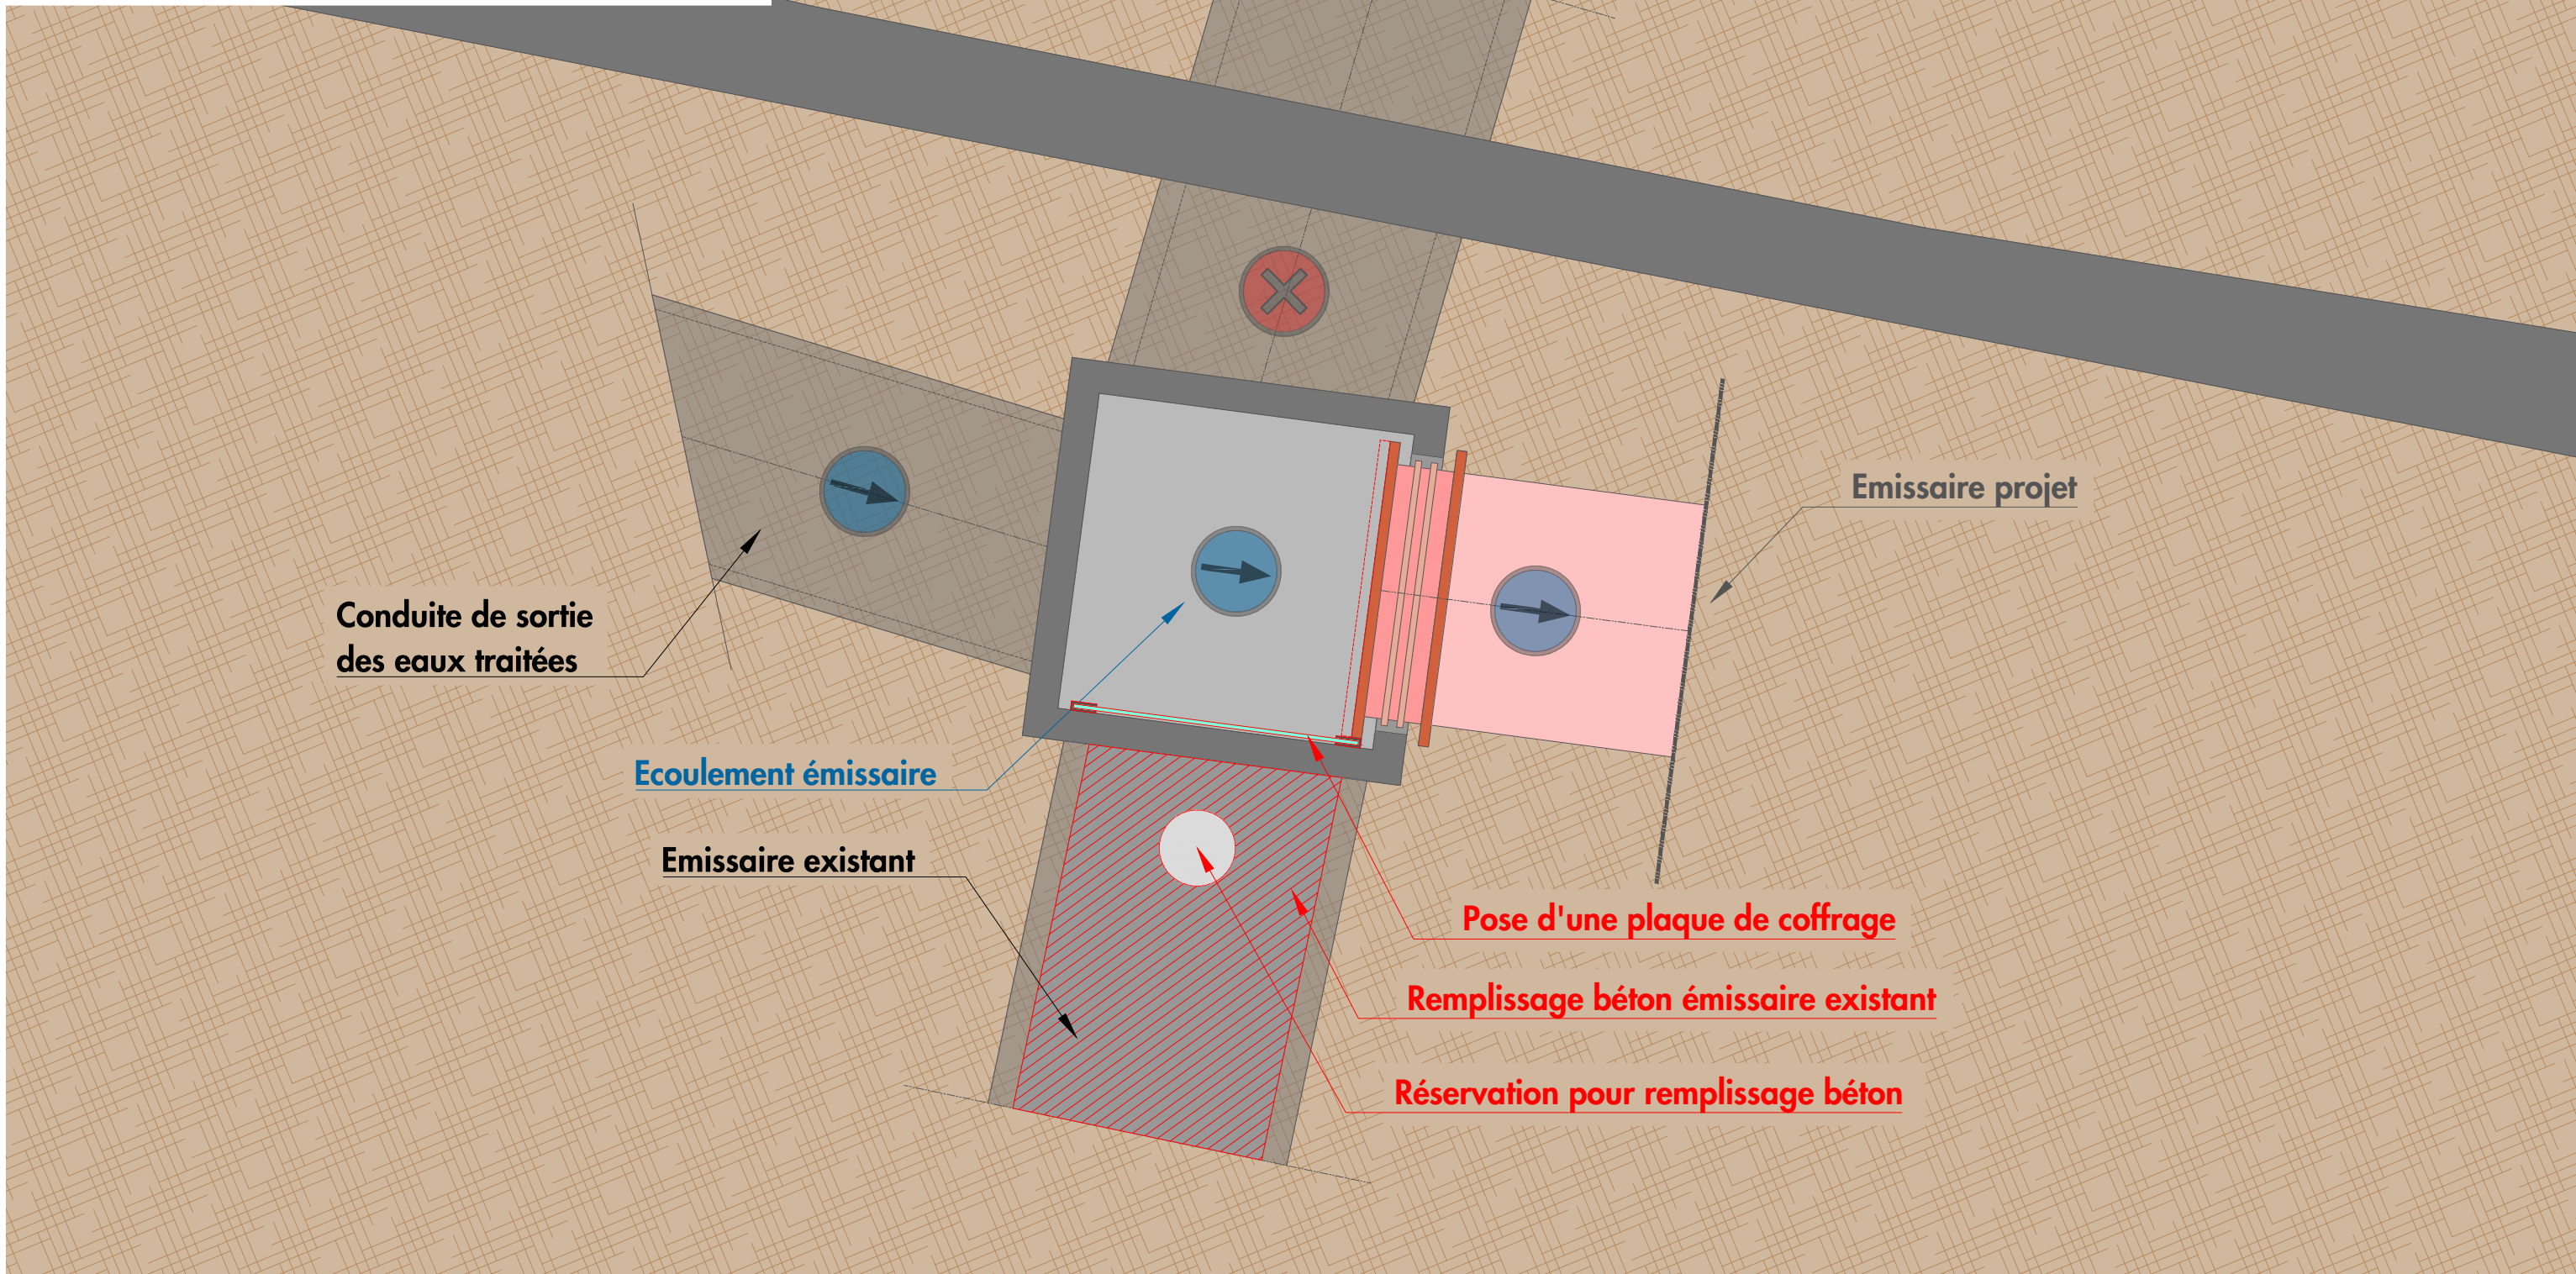 Emissaire projet
Conduite de sortie
des eaux traitées
Ecoulement émissaire
Emissaire existant
Pose d'une plaque de coffrage
Remplissage béton émissaire existant
Réservation pour remplissage béton